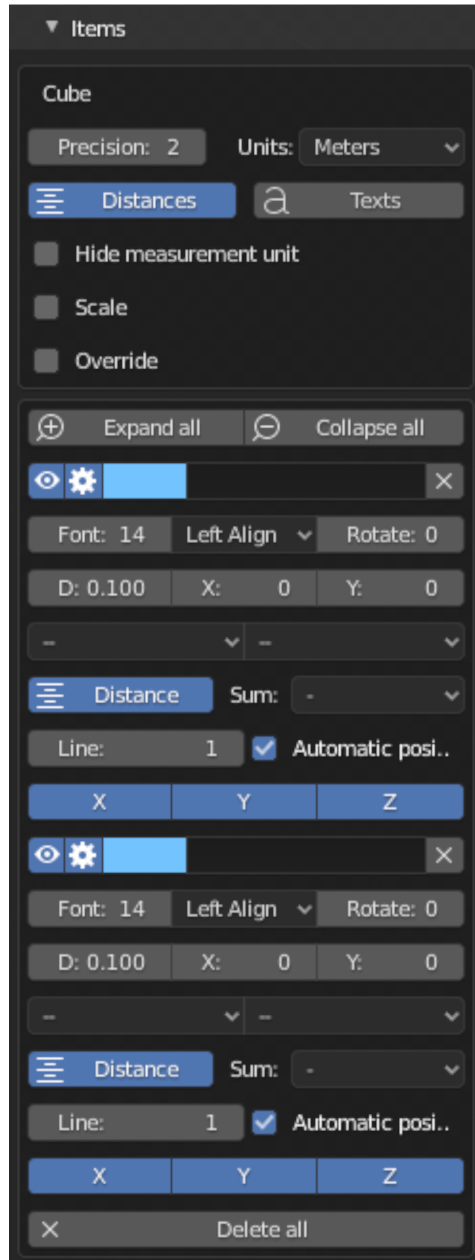 Items
Cube
Precision: 2 Units: Meters
Distances a Texts
Hide measurement unit
Scale
Override
Expand all Collapse all
Font: 14 Left Align Rotate: 0
D: 0.100 X: 0 Y: 0
-- --
Distance Sum: -
Line: 1 Automatic posi..
X Y Z
Font: 14 Left Align Rotate: 0
D: 0.100 X: 0 Y: 0
-- --
Distance Sum: -
Line: 1 Automatic posi..
X Y Z
Delete all